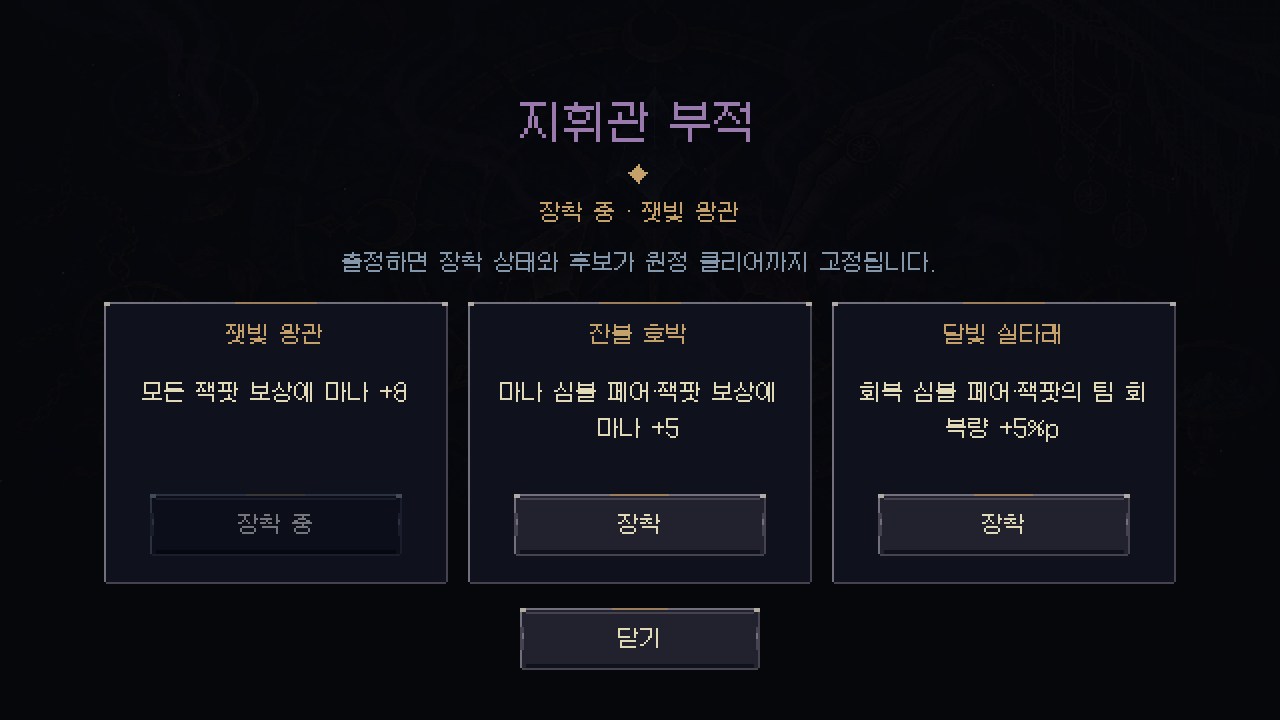 지휘관 부적
장착 중 · 잿빛 왕관
출정하면 장착 상태와 후보가 원정 클리어까지 고정됩니다.
잿빛 왕관
모든 잭팟 보상에 마나 +8
장착 중
잔불 호박
마나 심볼 페어·잭팟 보상에
마나 +5
장착
달빛 실타래
회복 심볼 페어·잭팟의 팀 회
복량 +5%p
장착
닫기